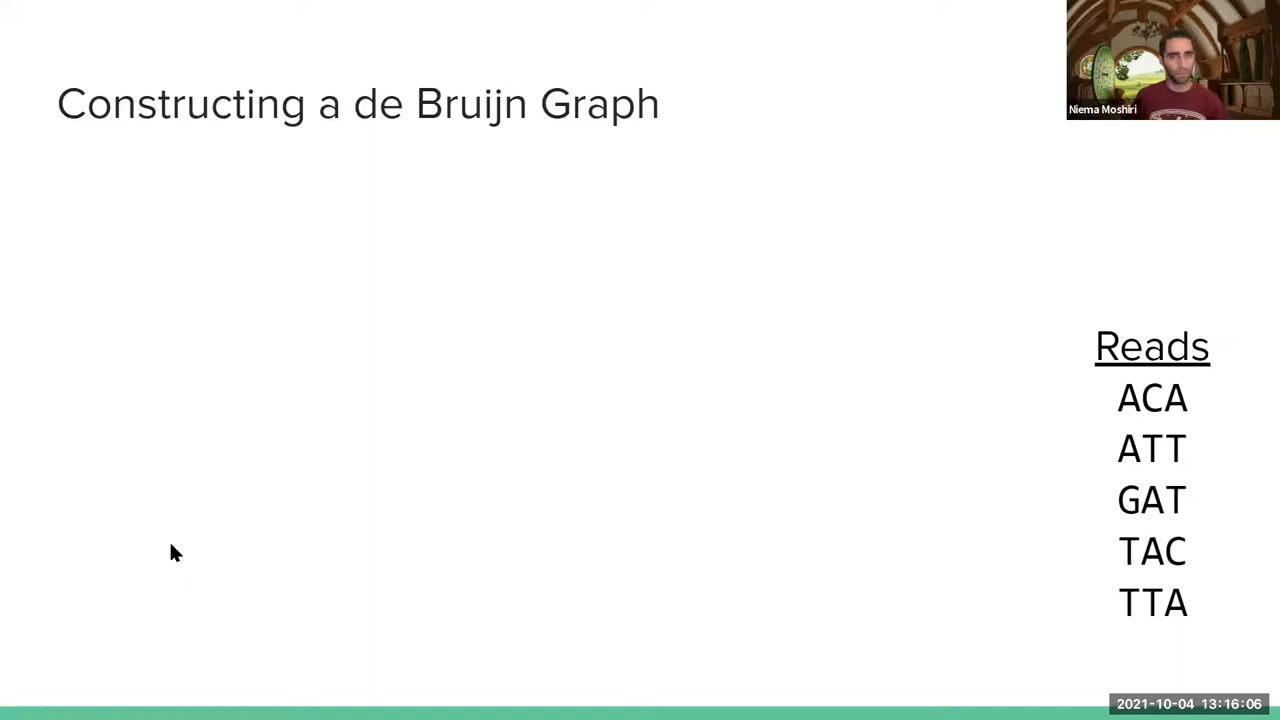 Constructing a de Bruijn Graph
Niema Moshiri
Reads
ACA
ATT
GAT
TAC
TTA
2021-10-04 13:16:06